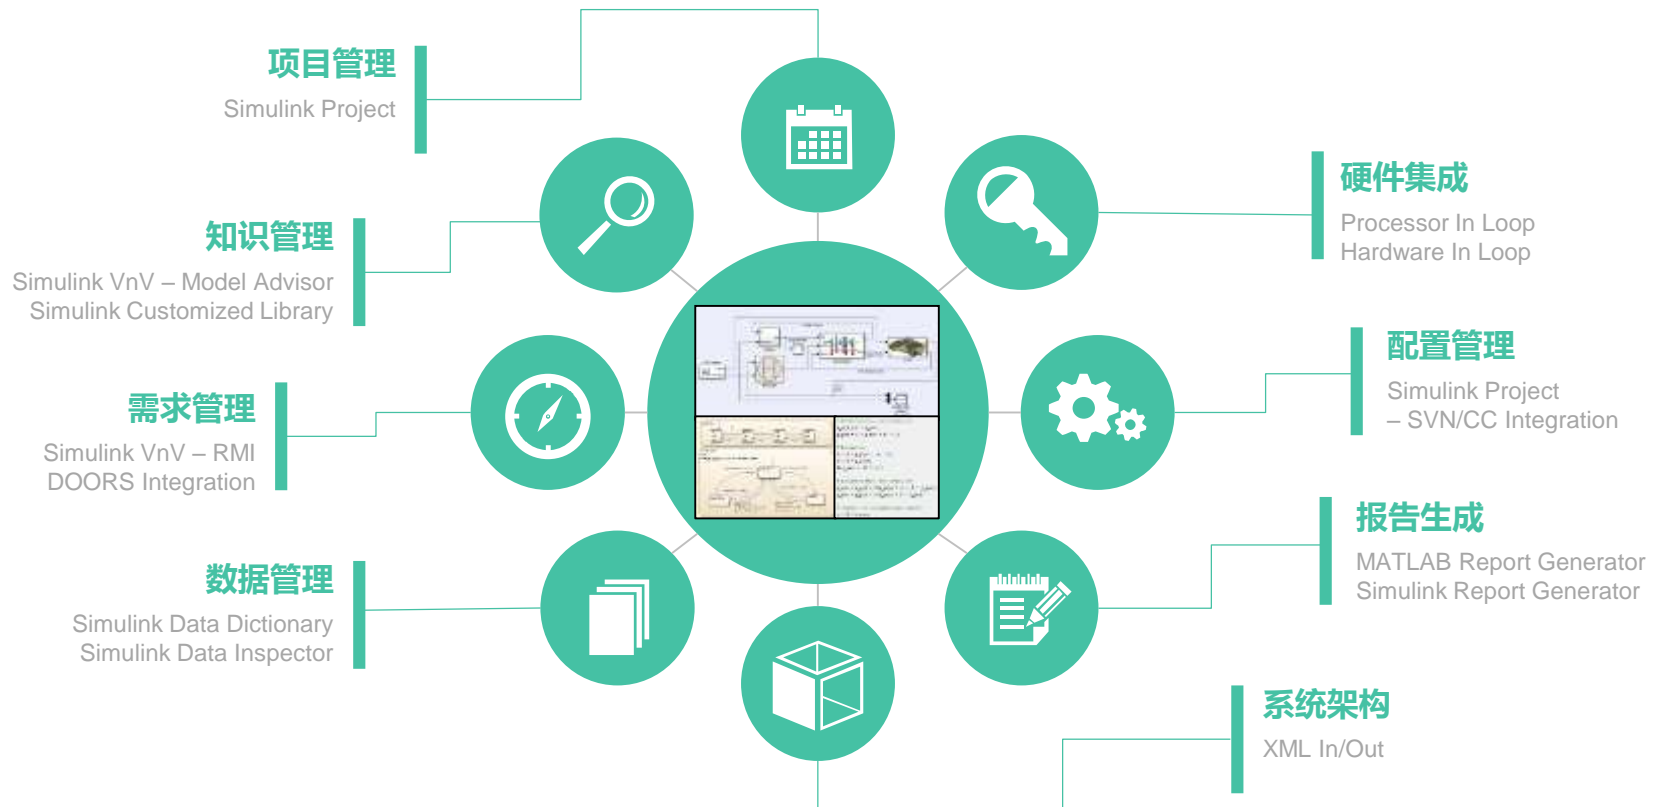 项目管理
Simulink Project
知识管理
Simulink VnV – Model Advisor
Simulink Customized Library
需求管理
Simulink VnV – RMI
DOORS Integration
数据管理
Simulink Data Dictionary
Simulink Data Inspector
硬件集成
Processor In Loop
Hardware In Loop
配置管理
Simulink Project
– SVN/CC Integration
报告生成
MATLAB Report Generator
Simulink Report Generator
系统架构
XML In/Out